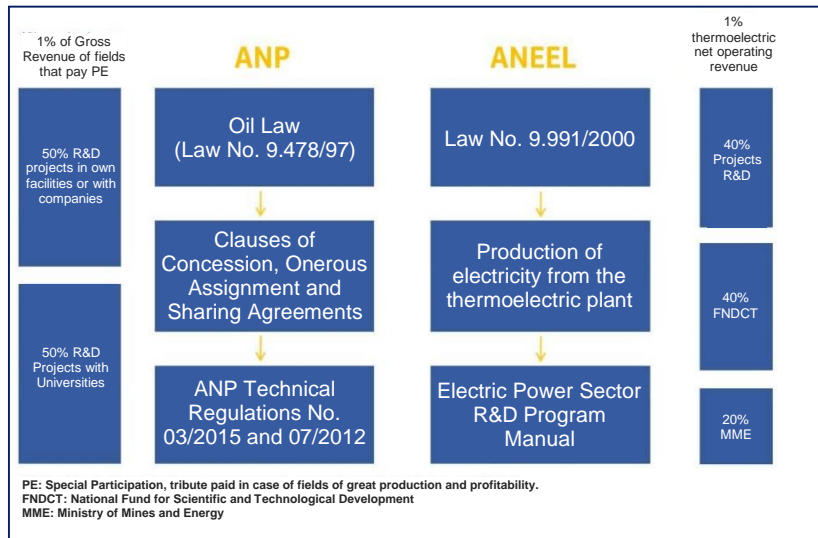 1% of Gross
Revenue of fields
that pay PE
50% R&D
projects in own
facilities or with
companies
50% R&D
Projects with
Universities
ANP
Oil Law
(Law No. 9.478/97)
Clauses of
Concession, Onerous
Assignment and
Sharing Agreements
ANP Technical
Regulations No.
03/2015 and 07/2012
ANEEL
Law No. 9.991/2000
Production of
electricity from the
thermoelectric plant
Electric Power Sector
R&D Program
Manual
1%
thermoelectric
net operating
revenue
40%
Projects
R&D
40%
FNDCT
20%
MME
PE: Special Participation, tribute paid in case of fields of great production and profitability.
FNDCT: National Fund for Scientific and Technological Development
MME: Ministry of Mines and Energy